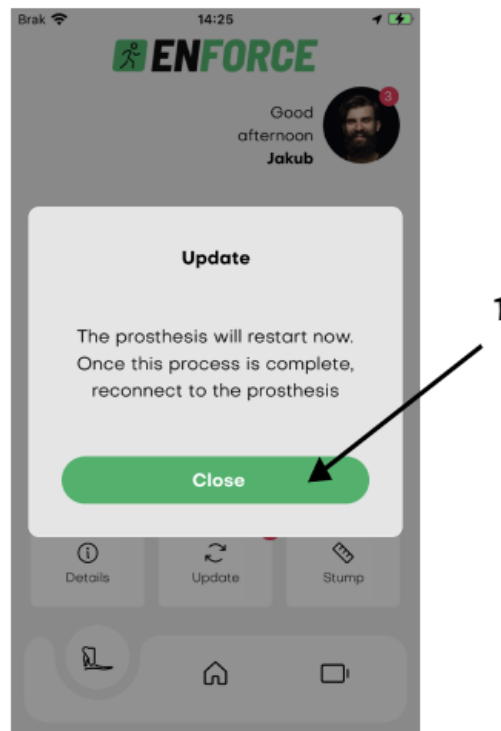 Brak 14:25
ENFORCE
3
Good
afternoon
Jakub
Update
The prosthesis will restart now.
Once this process is complete,
reconnect to the prosthesis
1
Close
Details Update Stump